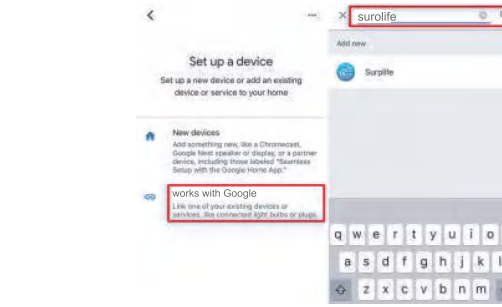 Set up a device
Set up a new device or add an existing
device or service to your home
New devices
Add something new, like a Chromecast,
Google Nest speaker or display, or a partner
device, including those labeled "Seamless
Setup with the Google Home App."
works with Google
Link one of your existing devices or
services, like connected light bulbs or plugs
surolife
Add new
Surplife
q w e r t y u i o
a s d f g h j k l
z x c v b n m